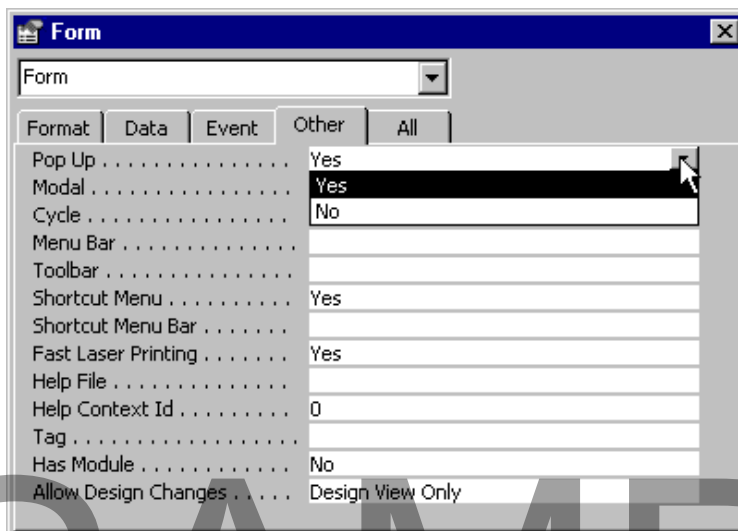 Form
Form
Format Data Event Other All
Pop Up . . . . . . . . . . . . . . . Yes
Modal . . . . . . . . . . . . . . . . Yes
Cycle . . . . . . . . . . . . . . . . No
Menu Bar . . . . . . . . . . . . . .
Toolbar . . . . . . . . . . . . . . .
Shortcut Menu . . . . . . . . . . Yes
Shortcut Menu Bar . . . . . . .
Fast Laser Printing . . . . . . . Yes
Help File . . . . . . . . . . . . . .
Help Context Id . . . . . . . . . 0
Tag . . . . . . . . . . . . . . . . . .
Has Module . . . . . . . . . . . . No
Allow Design Changes . . . . . Design View Only